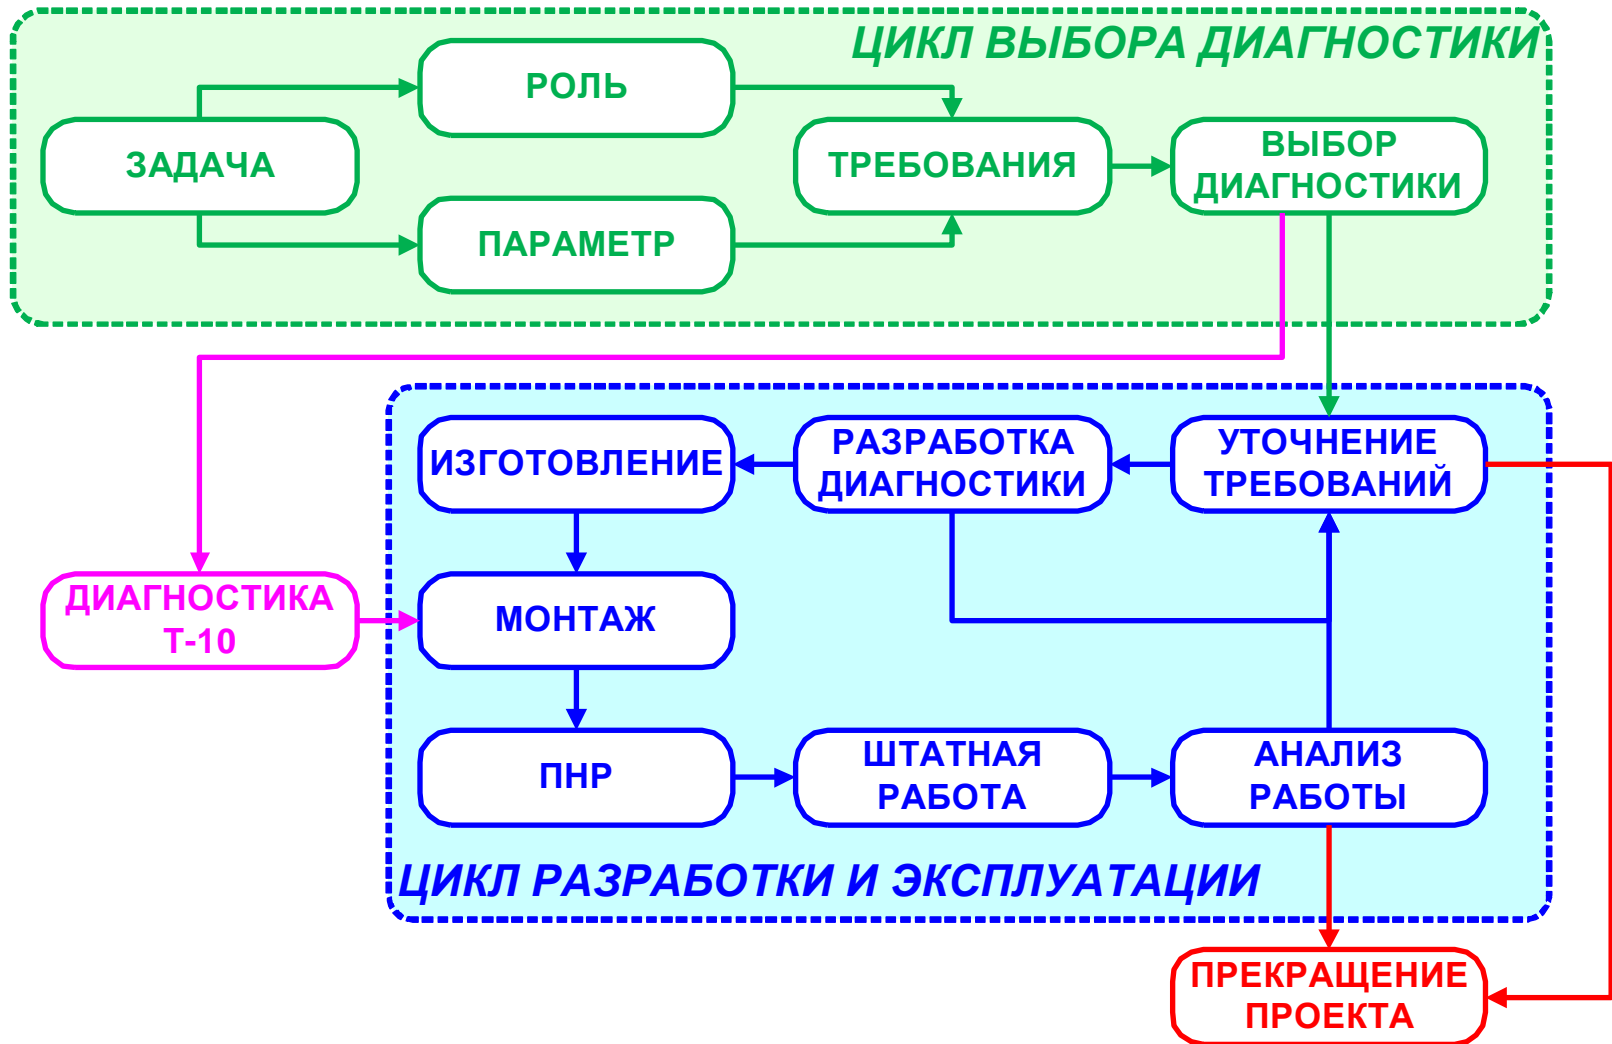 ЦИКЛ ВЫБОРА ДИАГНОСТИКИ
РОЛЬ
ЗАДАЧА
ТРЕБОВАНИЯ
ВЫБОР
ДИАГНОСТИКИ
ПАРАМЕТР
ИЗГОТОВЛЕНИЕ
РАЗРАБОТКА
ДИАГНОСТИКИ
УТОЧНЕНИЕ
ТРЕБОВАНИЙ
ДИАГНОСТИКА
Т-10
МОНТАЖ
ПНР
ШТАТНАЯ
РАБОТА
АНАЛИЗ
РАБОТЫ
ЦИКЛ РАЗРАБОТКИ И ЭКСПЛУАТАЦИИ
ПРЕКРАЩЕНИЕ
ПРОЕКТА